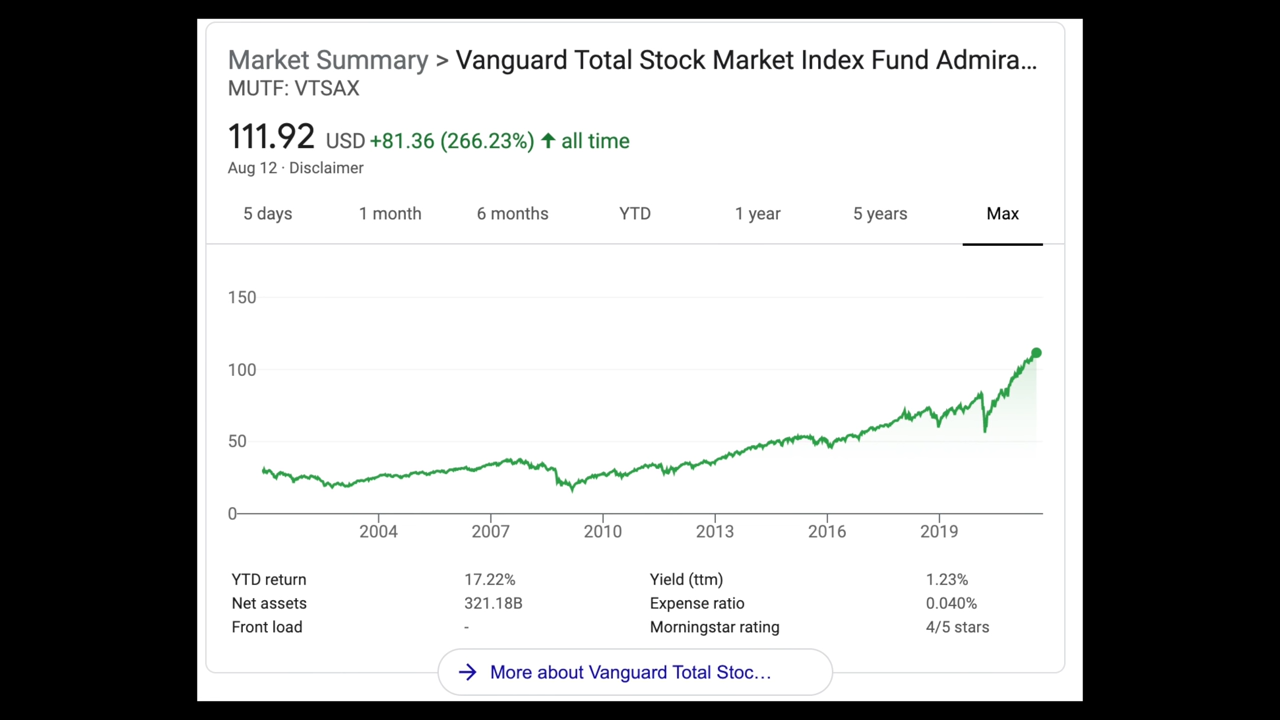 Market Summary > Vanguard Total Stock Market Index Fund Admira...
MUTF: VTSAX
111.92 USD +81.36 (266.23%) ↑ all time
Aug 12 · Disclaimer
5 days 1 month 6 months YTD 1 year 5 years Max
150
100
50
0
2004 2007 2010 2013 2016 2019
YTD return 17.22% Yield (ttm) 1.23%
Net assets 321.18B Expense ratio 0.040%
Front load - Morningstar rating 4/5 stars
→ More about Vanguard Total Stoc...